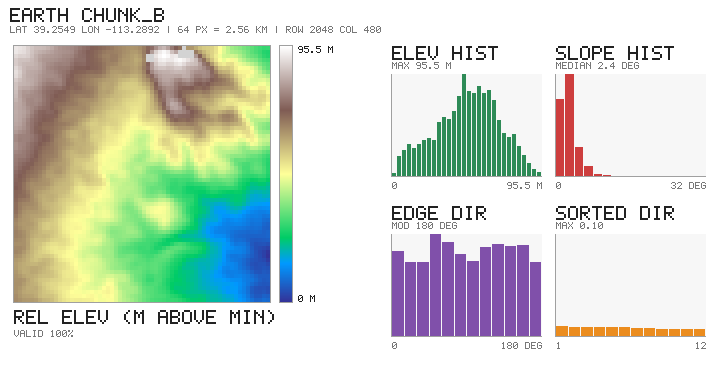 EARTH CHUNK_B
LAT 39.2549 LON -113.2892 | 64 PX = 2.56 KM | ROW 2048 COL 480
95.5 M
0 M
REL ELEV (M ABOVE MIN)
VALID 100%
ELEV HIST
MAX 95.5 M
0 95.5 M
SLOPE HIST
MEDIAN 2.4 DEG
0 32 DEG
EDGE DIR
MOD 180 DEG
0 180 DEG
SORTED DIR
MAX 0.10
1 12